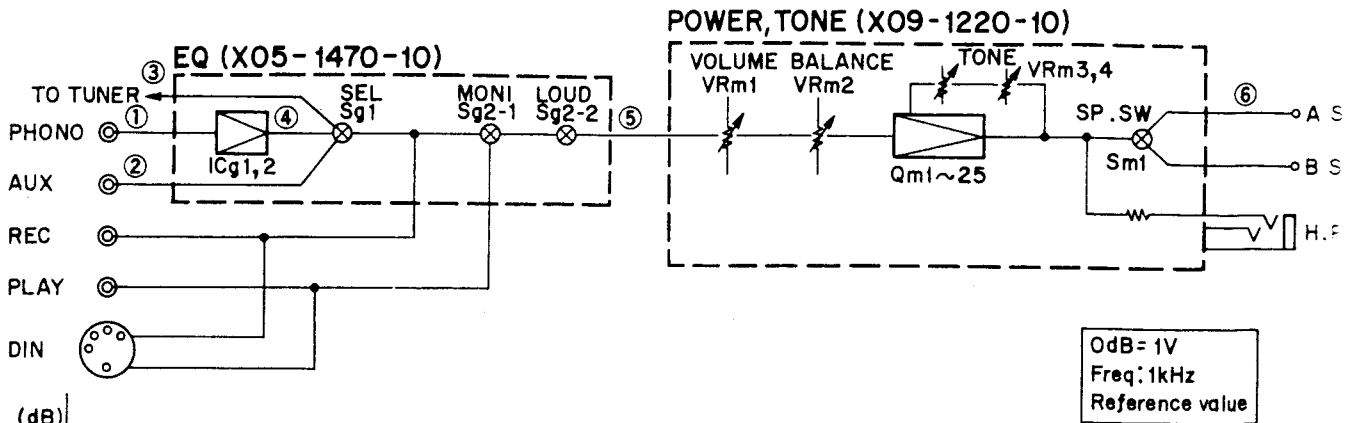 POWER, TONE (X09-1220-10)
EQ (X05-1470-10)
VOLUME
VRm1
BALANCE
VRm2
TONE
VRm3,4
③
TO TUNER
SEL
Sg1
MONI
Sg2-1
LOUD
Sg2-2
SP.SW
Sm1
⑥
A S
PHONO
①
④
⑤
ICg1,2
Qm1~25
B S
AUX
②
REC
H.P
PLAY
DIN
0dB=1V
Freq:1kHz
Reference value
(dB)